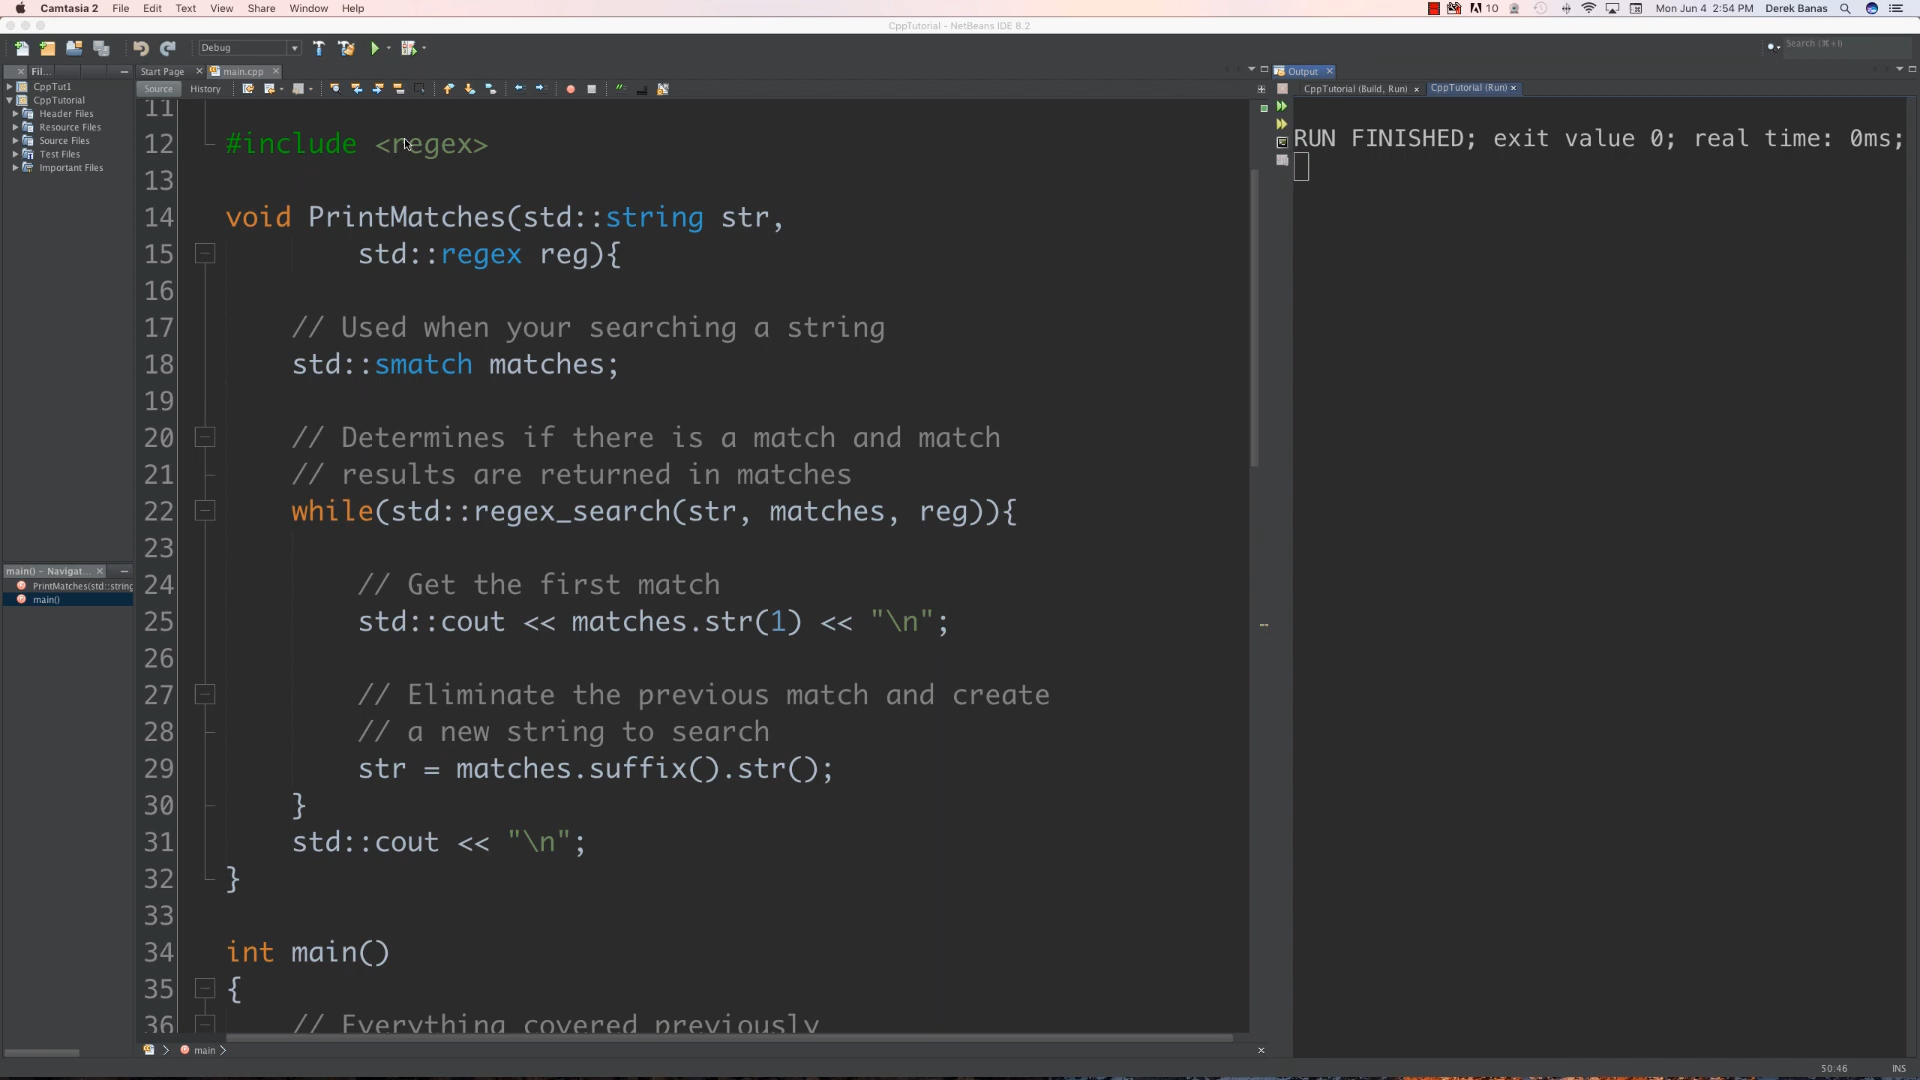 Camtasia 2 File Edit Text View Share Window Help 10 Mon Jun 4 2:54 PM Derek Banas
CppTutorial - NetBeans IDE 8.2
Debug
Search (⌘+I)
Fil...
Start Page
main.cpp
Output
Source History
CppTutorial (Build, Run) CppTutorial (Run)
CppTut1
CppTutorial
Header Files
Resource Files
Source Files
Test Files
Important Files
main() - Navigat...
PrintMatches(std::string
main()
11
12 #include <regex>
13
14 void PrintMatches(std::string str,
15 std::regex reg){
16
17 // Used when your searching a string
18 std::smatch matches;
19
20 // Determines if there is a match and match
21 // results are returned in matches
22 while(std::regex_search(str, matches, reg)){
23
24 // Get the first match
25 std::cout << matches.str(1) << "\n";
26
27 // Eliminate the previous match and create
28 // a new string to search
29 str = matches.suffix().str();
30 }
31 std::cout << "\n";
32 }
33
34 int main()
35 {
36 // Everything covered previously
RUN FINISHED; exit value 0; real time: 0ms;
main
50:46 INS